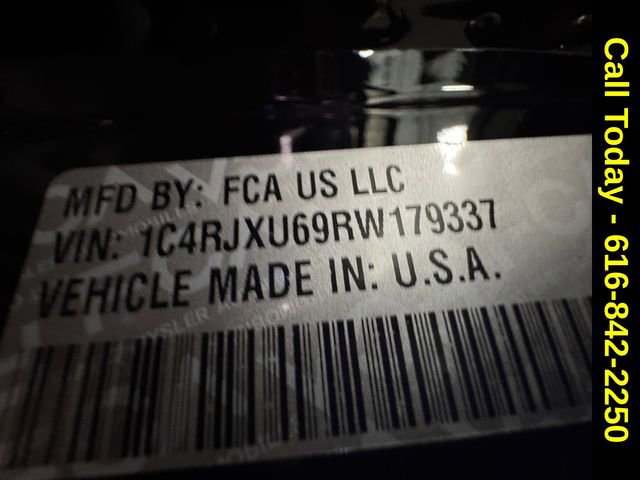 MFD BY: FCA US LLC
VIN: 1C4RJXU69RW179337
VEHICLE MADE IN: U.S.A.
Call Today - 616-842-2250